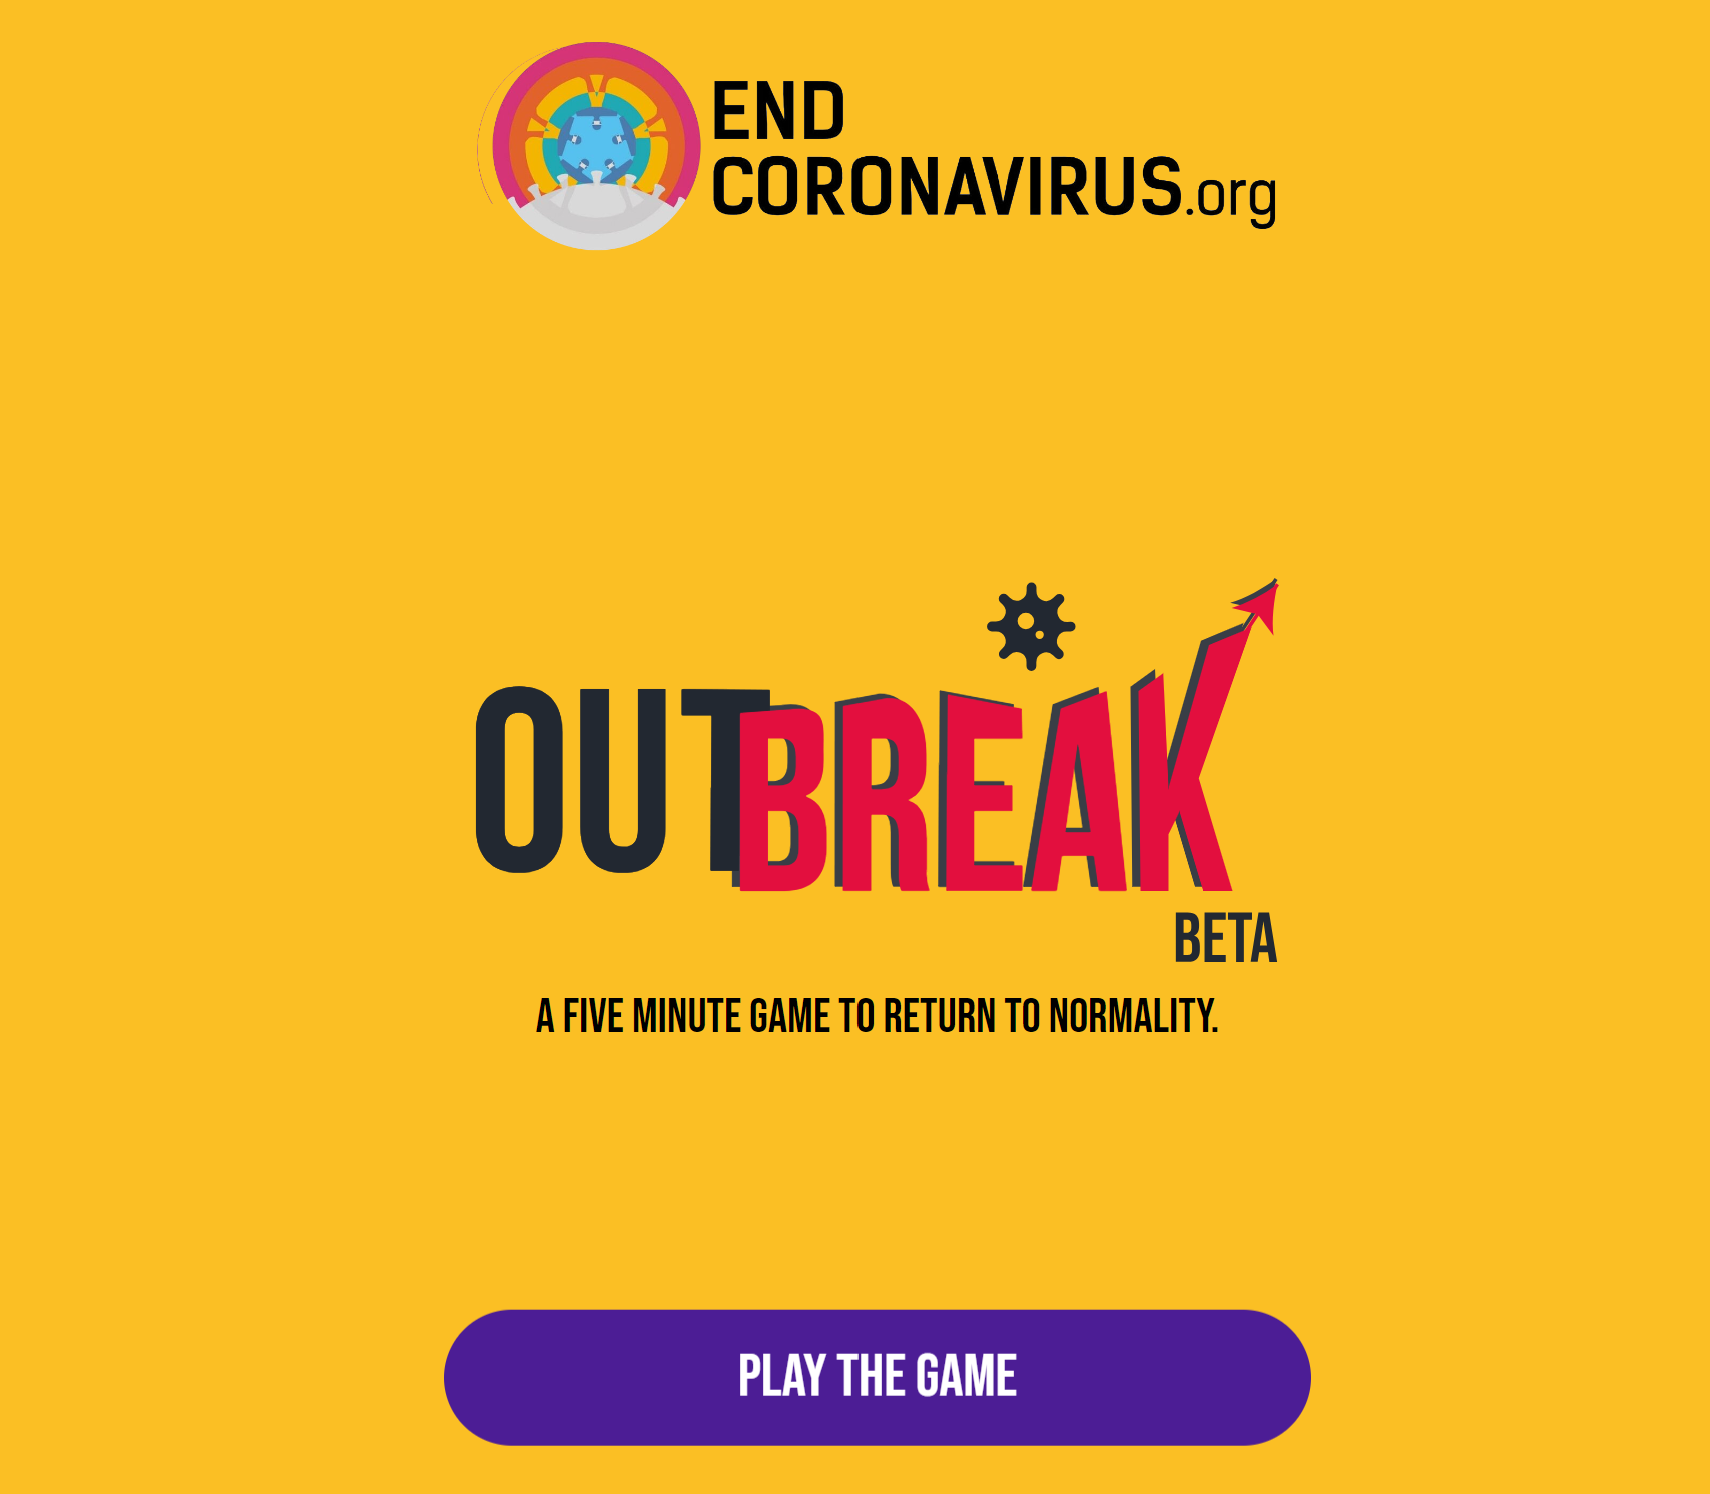 END
CORONAVIRUS.org
OUTBREAK
BETA
A FIVE MINUTE GAME TO RETURN TO NORMALITY.
PLAY THE GAME